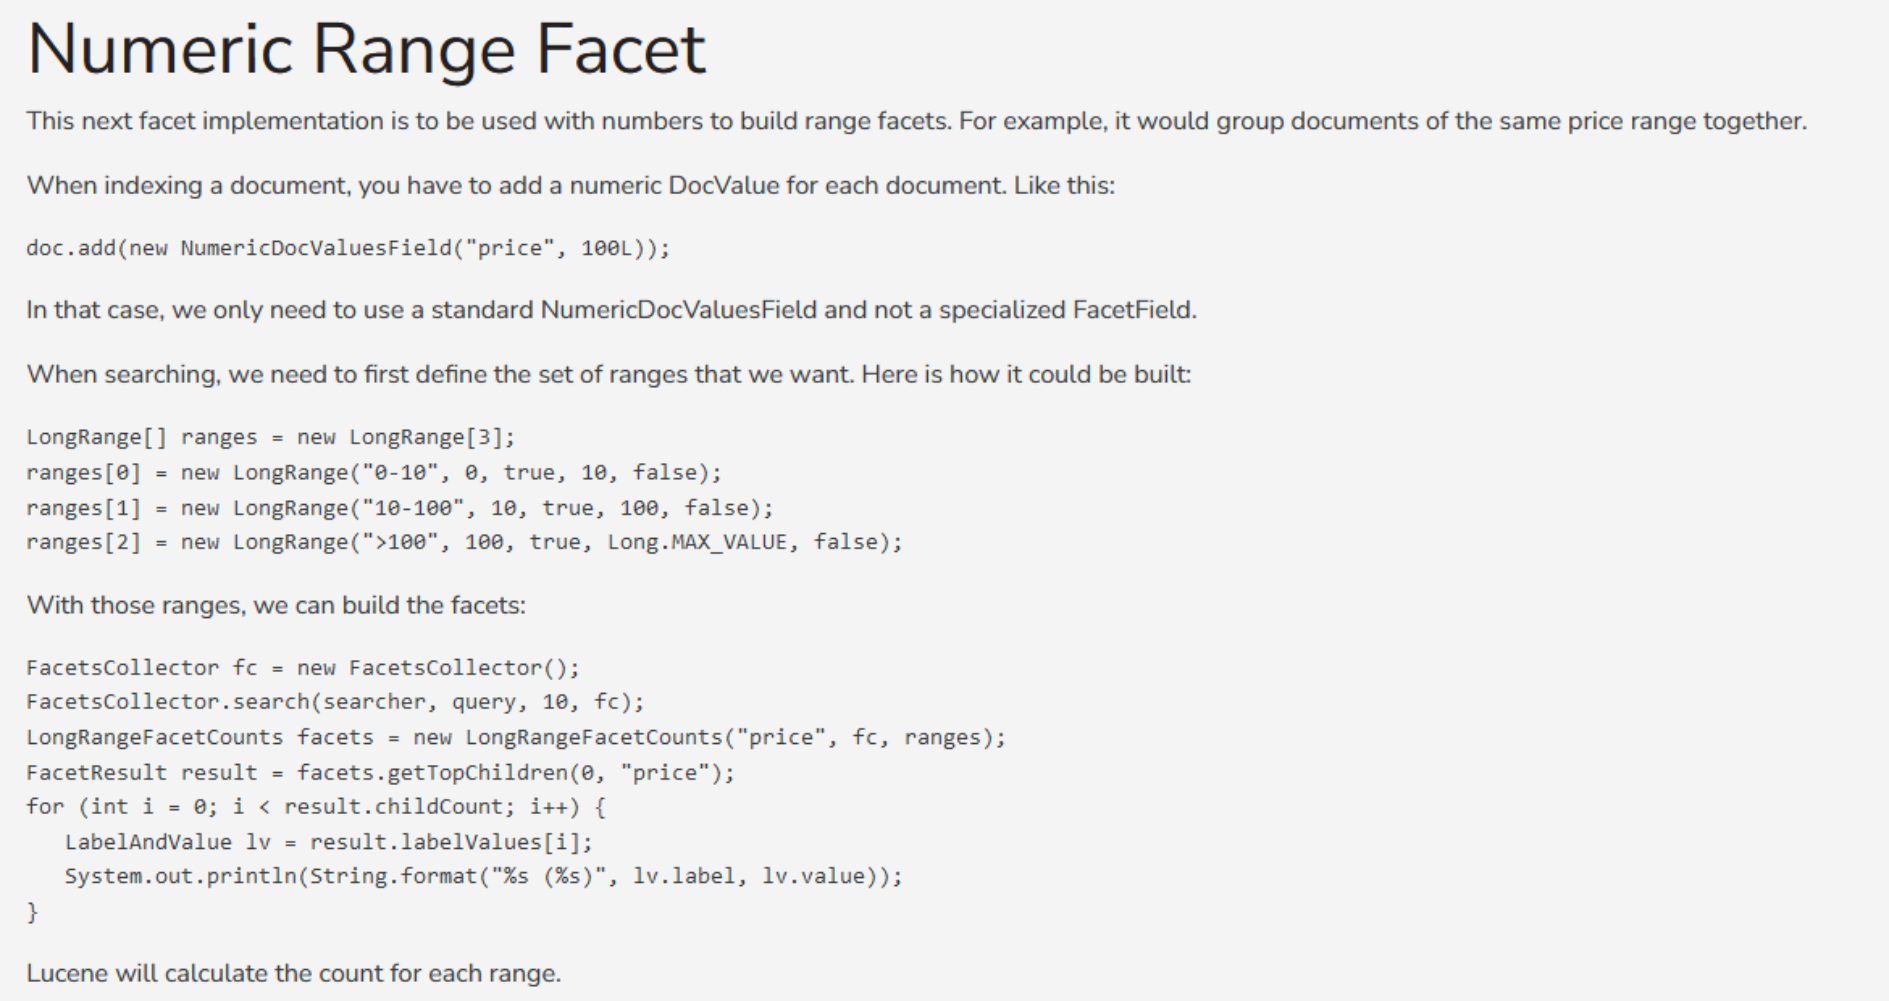 Numeric Range Facet
This next facet implementation is to be used with numbers to build range facets. For example, it would group documents of the same price range together.
When indexing a document, you have to add a numeric DocValue for each document. Like this:
doc.add(new NumericDocValuesField("price", 100L));
In that case, we only need to use a standard NumericDocValuesField and not a specialized FacetField.
When searching, we need to first define the set of ranges that we want. Here is how it could be built:
LongRange[] ranges = new LongRange[3];
ranges[0] = new LongRange("0-10", 0, true, 10, false);
ranges[1] = new LongRange("10-100", 10, true, 100, false);
ranges[2] = new LongRange(">100", 100, true, Long.MAX_VALUE, false);
With those ranges, we can build the facets:
FacetsCollector fc = new FacetsCollector();
FacetsCollector.search(searcher, query, 10, fc);
LongRangeFacetCounts facets = new LongRangeFacetCounts("price", fc, ranges);
FacetResult result = facets.getTopChildren(0, "price");
for (int i = 0; i < result.childCount; i++) {
   LabelAndValue lv = result.labelValues[i];
   System.out.println(String.format("%s (%s)", lv.label, lv.value));
}
Lucene will calculate the count for each range.